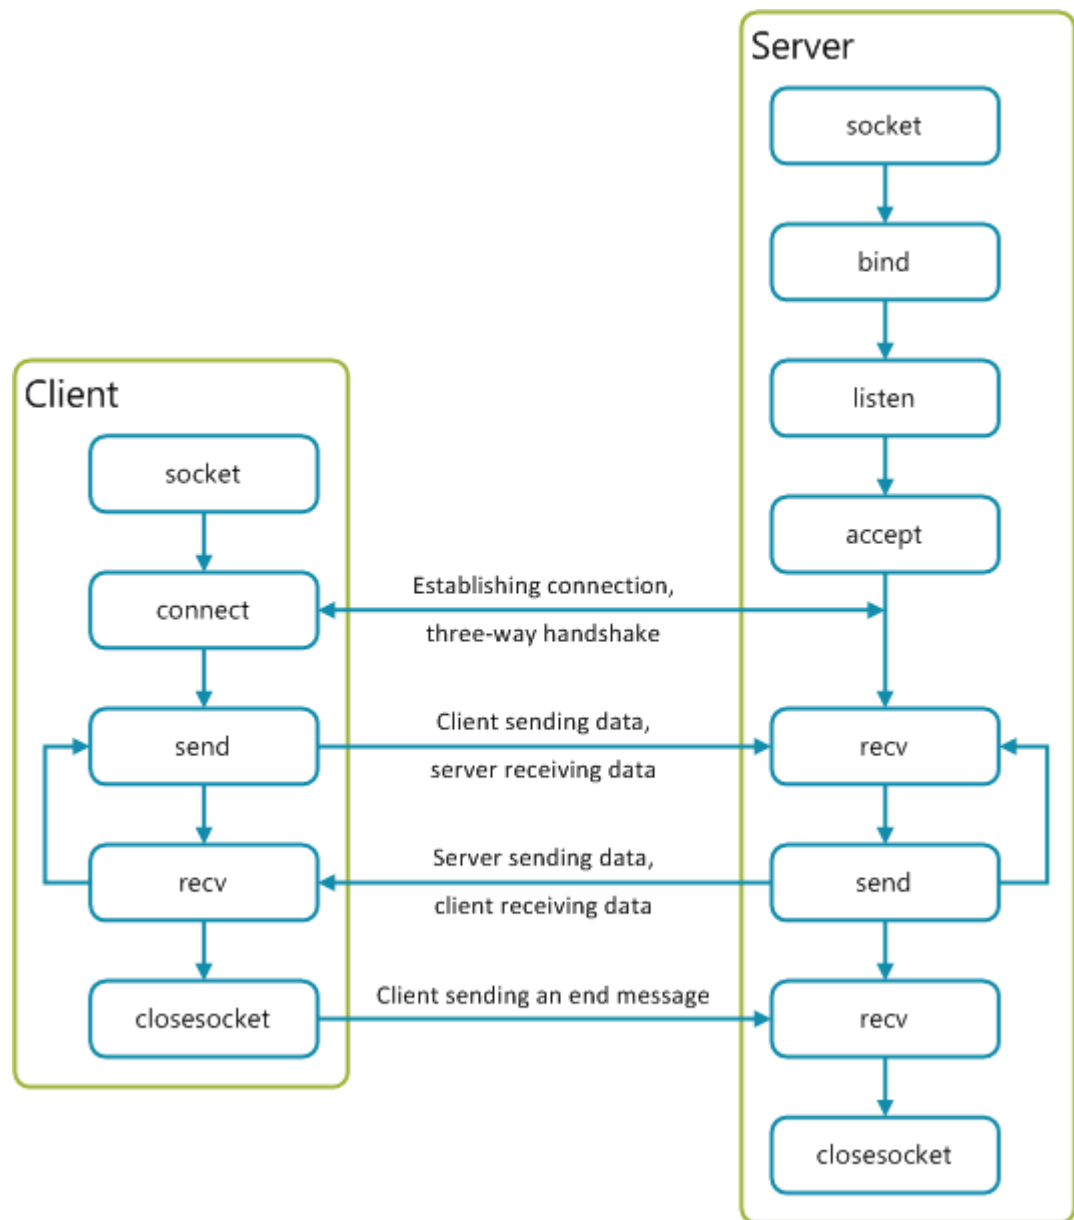 Server
socket
bind
listen
accept
Client
socket
connect
send
recv
closesocket
Establishing connection,
three-way handshake
Client sending data,
server receiving data
Server sending data,
client receiving data
Client sending an end message
recv
send
recv
closesocket